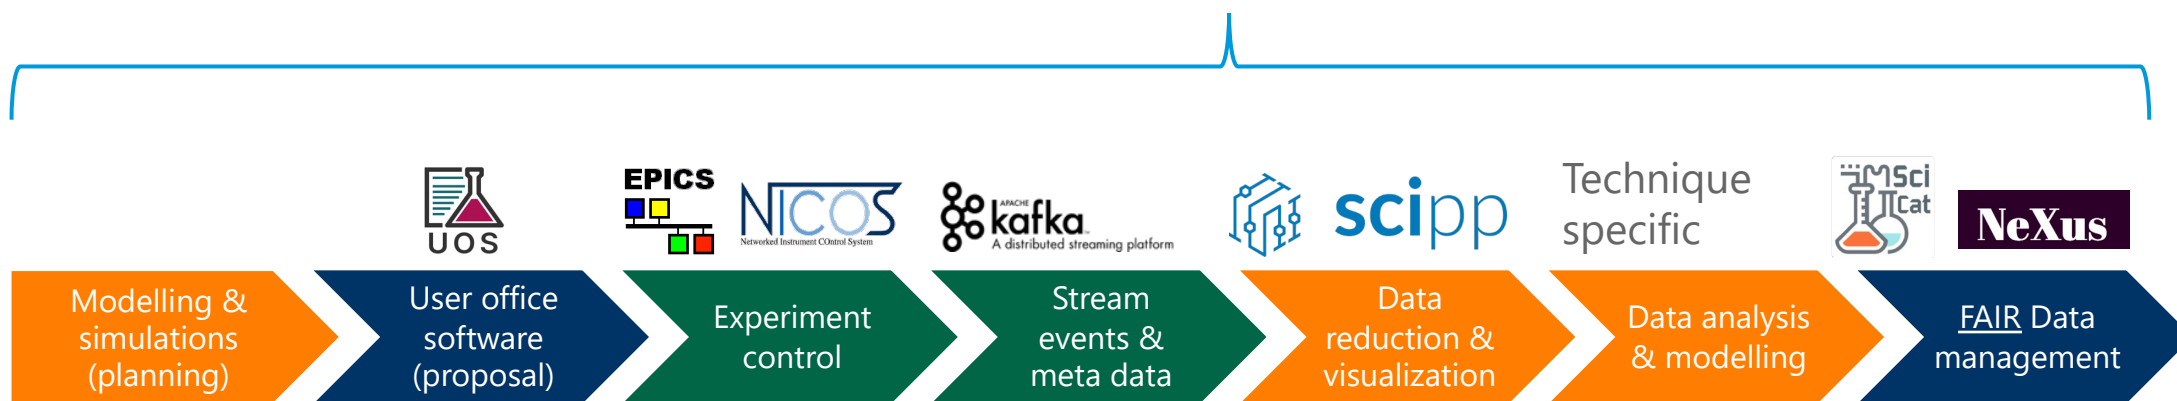 UOS
EPICS
NICOS
Networked Instrument COntrol System
APACHE
kafka
A distributed streaming platform
scipp
Technique
specific
Sci
Cat
NeXus
Modelling &
simulations
(planning)
User office
software
(proposal)
Experiment
control
Stream
events &
meta data
Data
reduction &
visualization
Data analysis
& modelling
FAIR Data
management